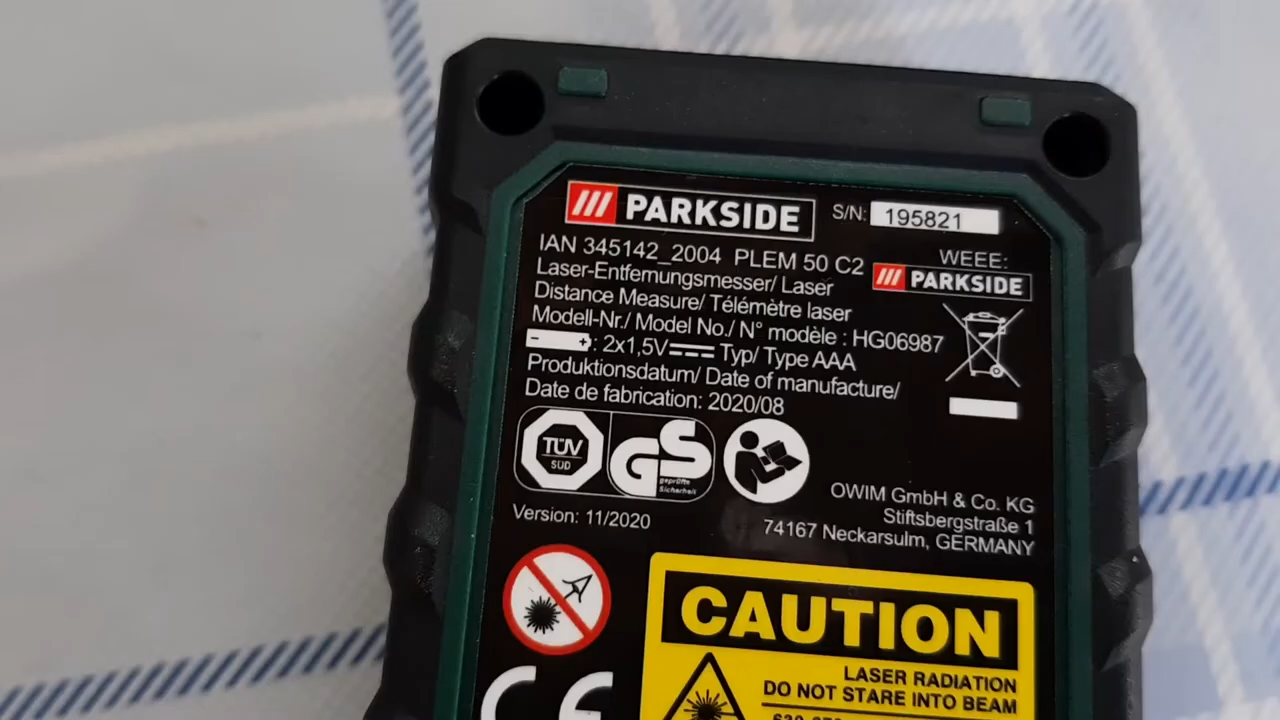 PARKSIDE
S/N: 195821
IAN 345142_2004 PLEM 50 C2
WEEE:
PARKSIDE
Laser-Entfernungsmesser/ Laser
Distance Measure/ Télémètre laser
Modell-Nr./ Model No./ N° modèle : HG06987
: 2x1,5V Typ/ Type AAA
Produktionsdatum/ Date of manufacture/
Date de fabrication: 2020/08
TÜV
SÜD
GS
geprüfte
Sicherheit
OWIM GmbH & Co. KG
Stiftsbergstraße 1
74167 Neckarsulm, GERMANY
Version: 11/2020
CE
CAUTION
LASER RADIATION
DO NOT STARE INTO BEAM